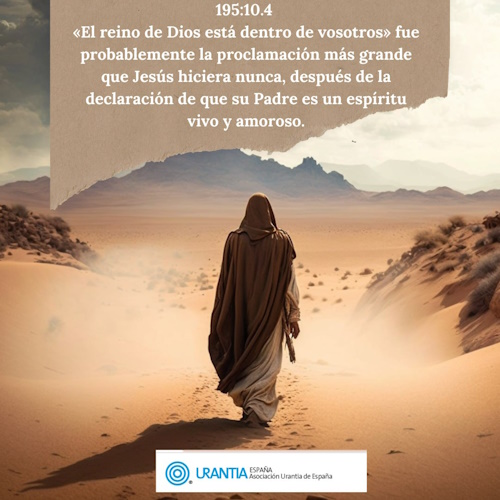 195:10.4
«El reino de Dios está dentro de vosotros» fue
probablemente la proclamación más grande
que Jesús hiciera nunca, después de la
declaración de que su Padre es un espíritu
vivo y amoroso.
® URANTIA ESPAÑA
Asociación Urantia de España